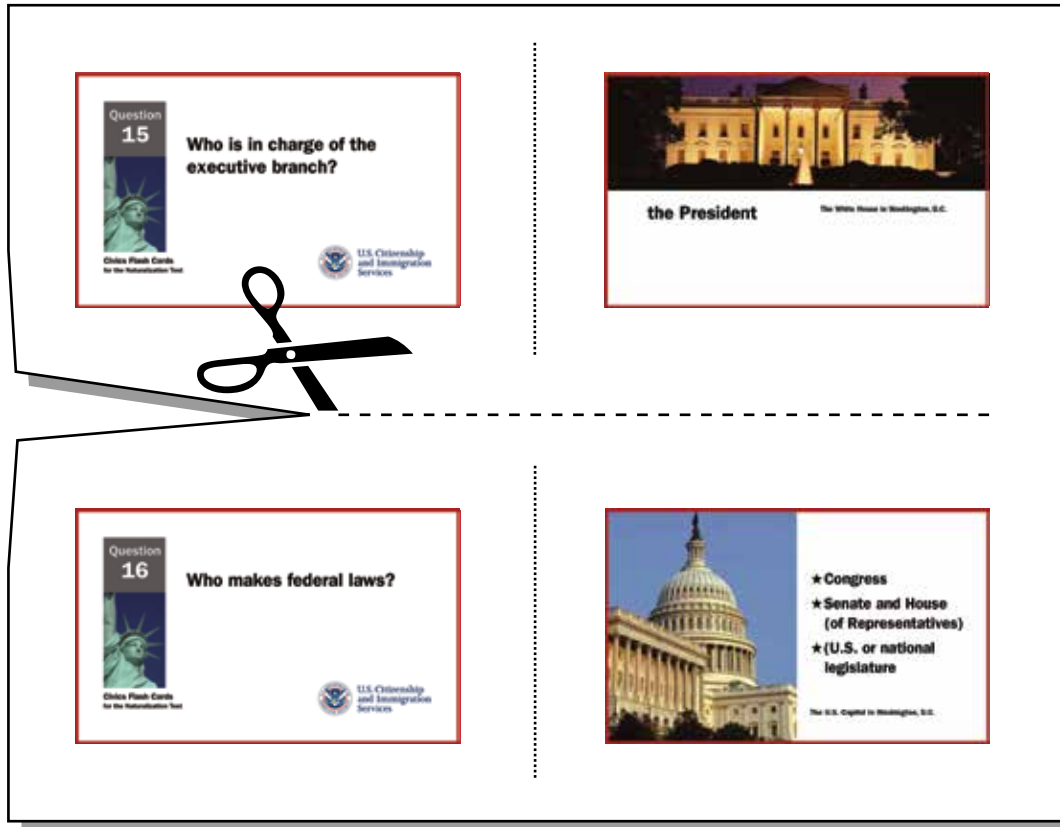 Question
15
Who is in charge of the
executive branch?
Civics Flash Cards
for the Naturalization Test
U.S. Citizenship
and Immigration
Services
the President
The White House in Washington, D.C.
Question
16
Who makes federal laws?
Civics Flash Cards
for the Naturalization Test
U.S. Citizenship
and Immigration
Services
★Congress
★Senate and House
(of Representatives)
★(U.S. or national
legislature
The U.S. Capitol in Washington, D.C.